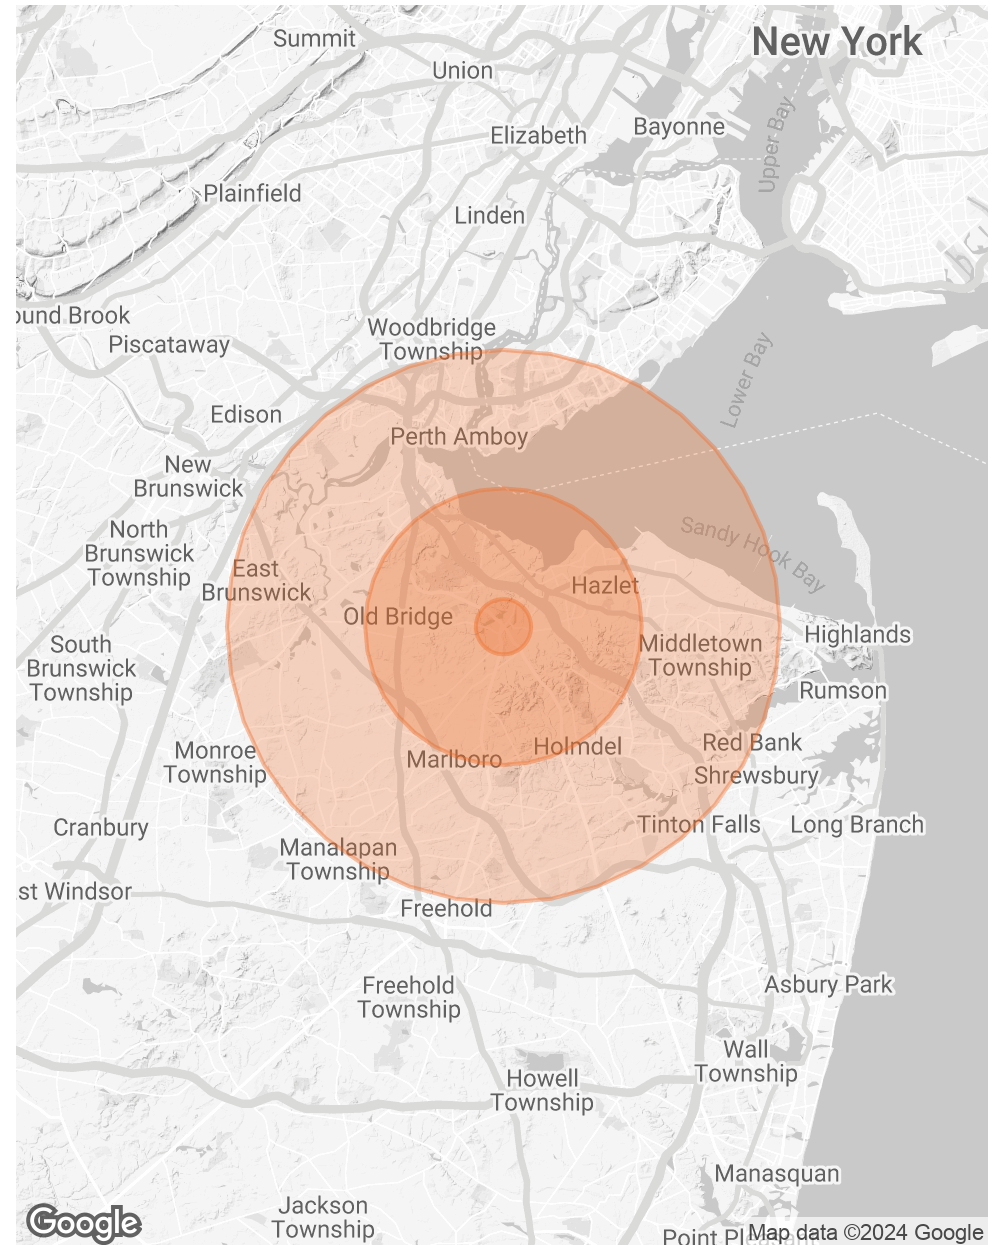 New York
Summit
Union
Bayonne
Elizabeth
Upper Bay
Plainfield
Linden
ound Brook
Woodbridge
Township
Piscataway
Lower Bay
Edison
Perth Amboy
New
Brunswick
North
Brunswick
Township
Sandy Hook Bay
East
Brunswick
Hazlet
Old Bridge
Highlands
South
Brunswick
Township
Middletown
Township
Rumson
Monroe
Township
Marlboro
Holmdel
Red Bank
Shrewsbury
Cranbury
Tinton Falls
Long Branch
Manalapan
Township
st Windsor
Freehold
Freehold
Township
Asbury Park
Wall
Township
Howell
Township
Manasquan
Jackson
Township
Google
Point Pleasant
Map data ©2024 Google